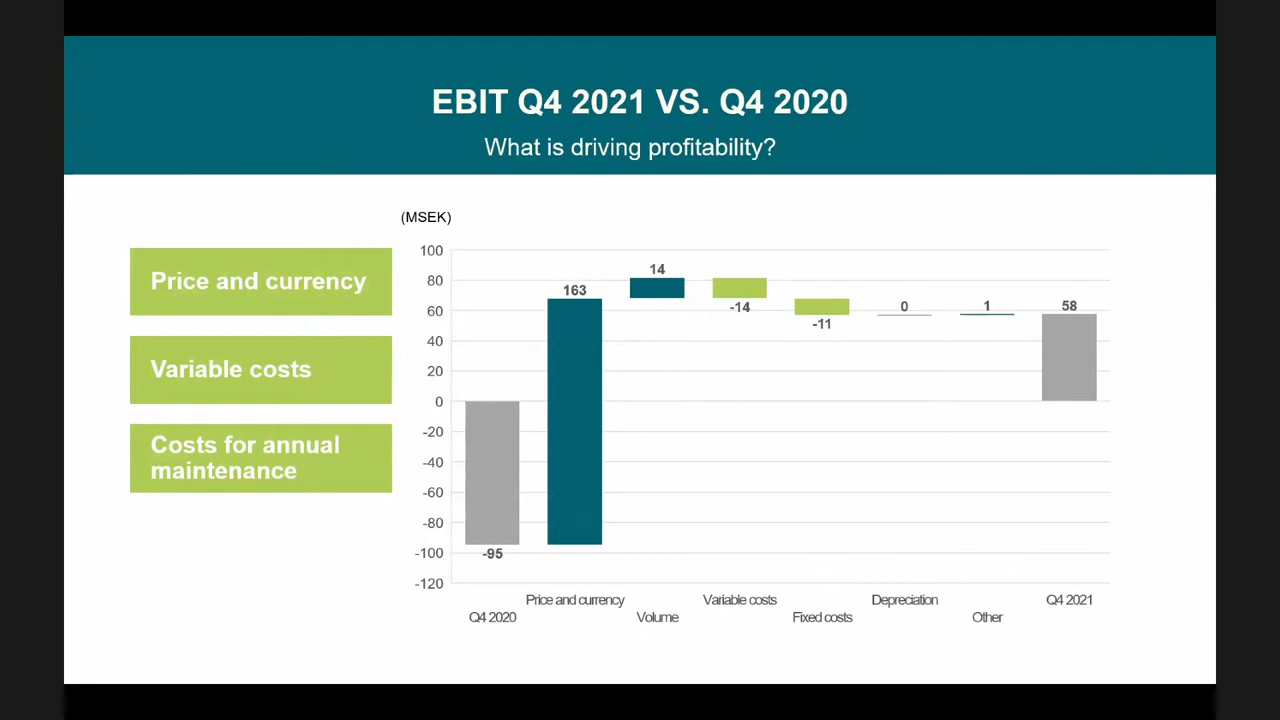 EBIT Q4 2021 VS. Q4 2020
What is driving profitability?
Price and currency
Variable costs
Costs for annual
maintenance
(MSEK)
100
80
60
40
20
0
-20
-40
-60
-80
-100
-120
-95
163
14
-14
-11
0
1
58
Q4 2020
Price and currency
Volume
Variable costs
Fixed costs
Depreciation
Other
Q4 2021